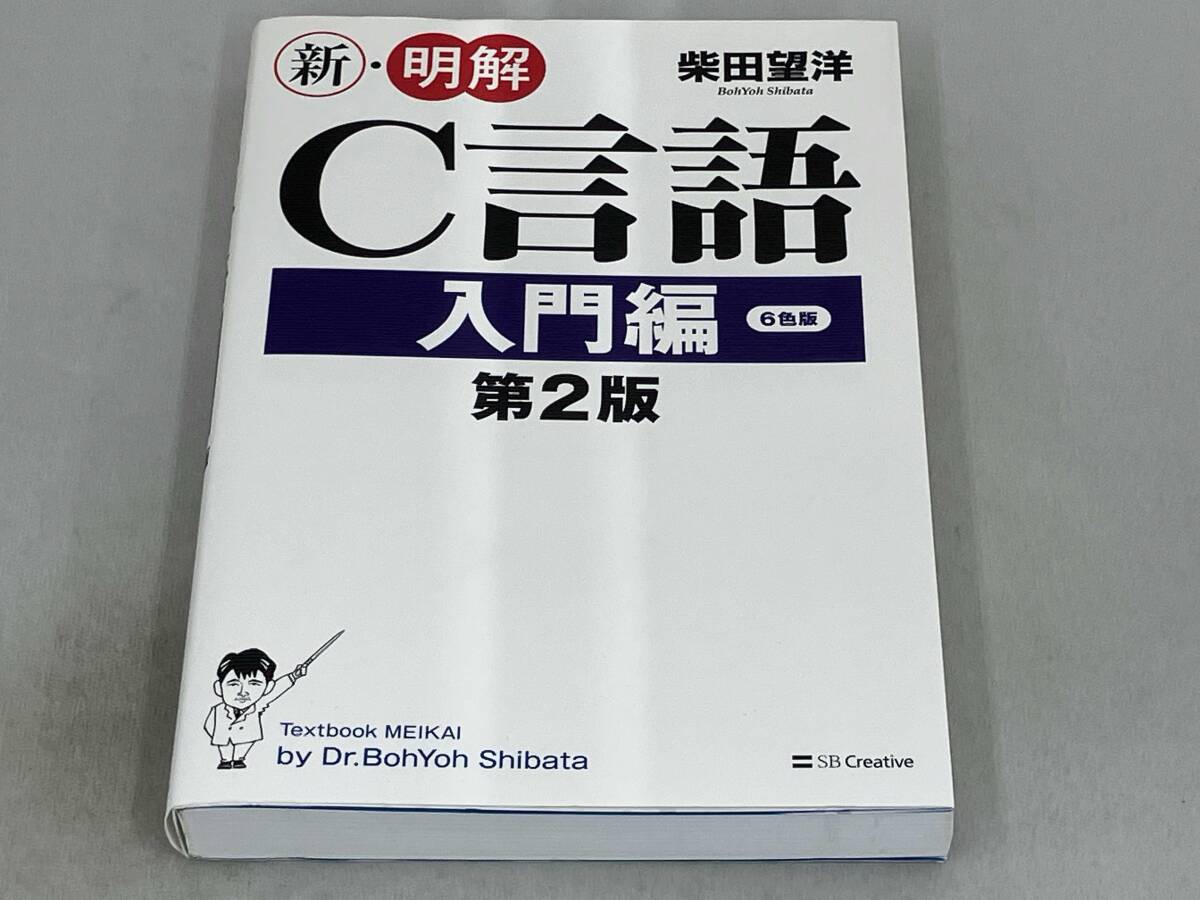 新・明解
柴田望洋
BohYoh Shibata
C言語
入門編 6色版
第2版
Textbook MEIKAI
by Dr.BohYoh Shibata
SB Creative